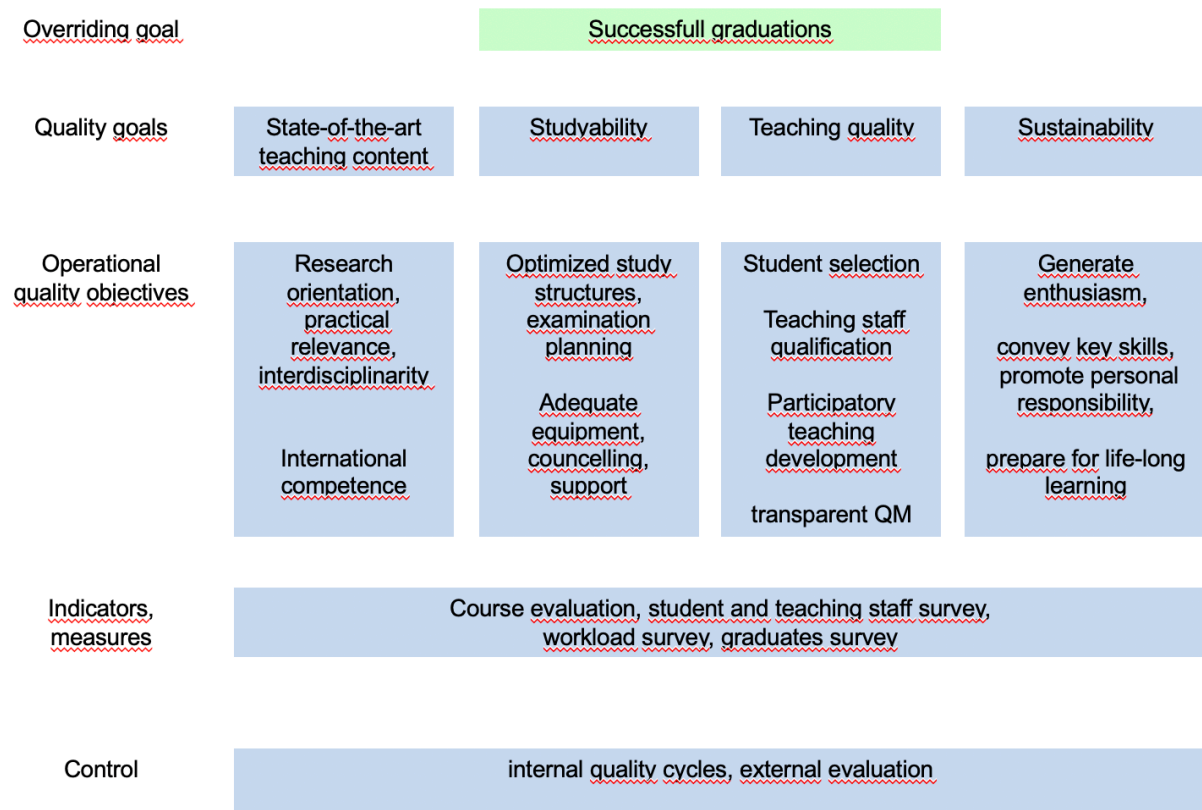 Overriding goal
Successfull graduations
Quality goals
State-of-the-art
teaching content
Studyability
Teaching quality
Sustainability
Operational
quality objectives
Research
orientation,
practical
relevance,
interdisciplinarity
International
competence
Optimized study
structures,
examination
planning
Adequate
equipment,
councelling,
support
Student selection
Teaching staff
qualification
Participatory
teaching
development
transparent QM
Generate
enthusiasm,
convey key skills,
promote personal
responsibility,
prepare for life-long
learning
Indicators,
measures
Course evaluation, student and teaching staff survey,
workload survey, graduates survey
Control
internal quality cycles, external evaluation